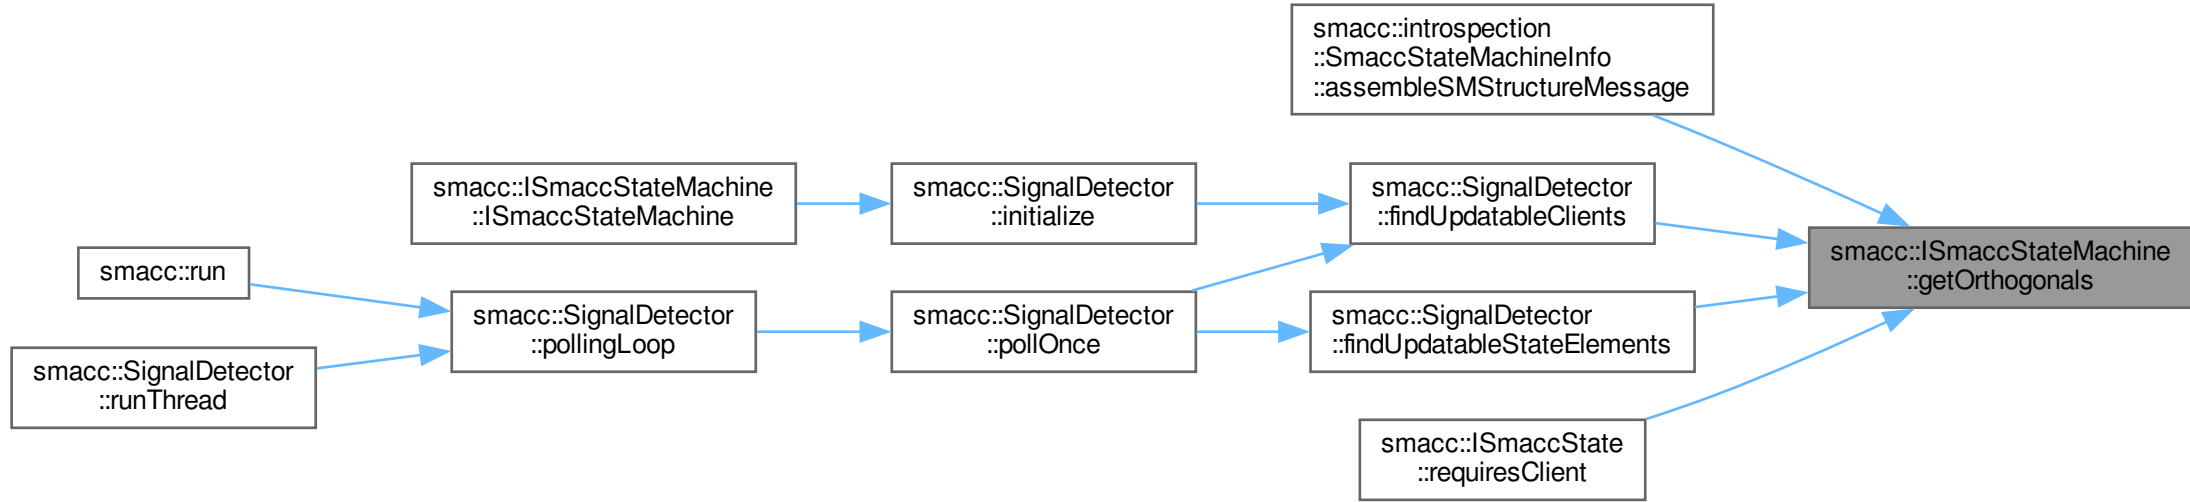 smacc::introspection
::SmaccStateMachineInfo
::assembleSMStructureMessage
smacc::ISmaccStateMachine
::ISmaccStateMachine
smacc::SignalDetector
::initialize
smacc::SignalDetector
::findUpdatableClients
smacc::ISmaccStateMachine
::getOrthogonals
smacc::run
smacc::SignalDetector
::pollingLoop
smacc::SignalDetector
::pollOnce
smacc::SignalDetector
::findUpdatableStateElements
smacc::SignalDetector
::runThread
smacc::ISmaccState
::requiresClient